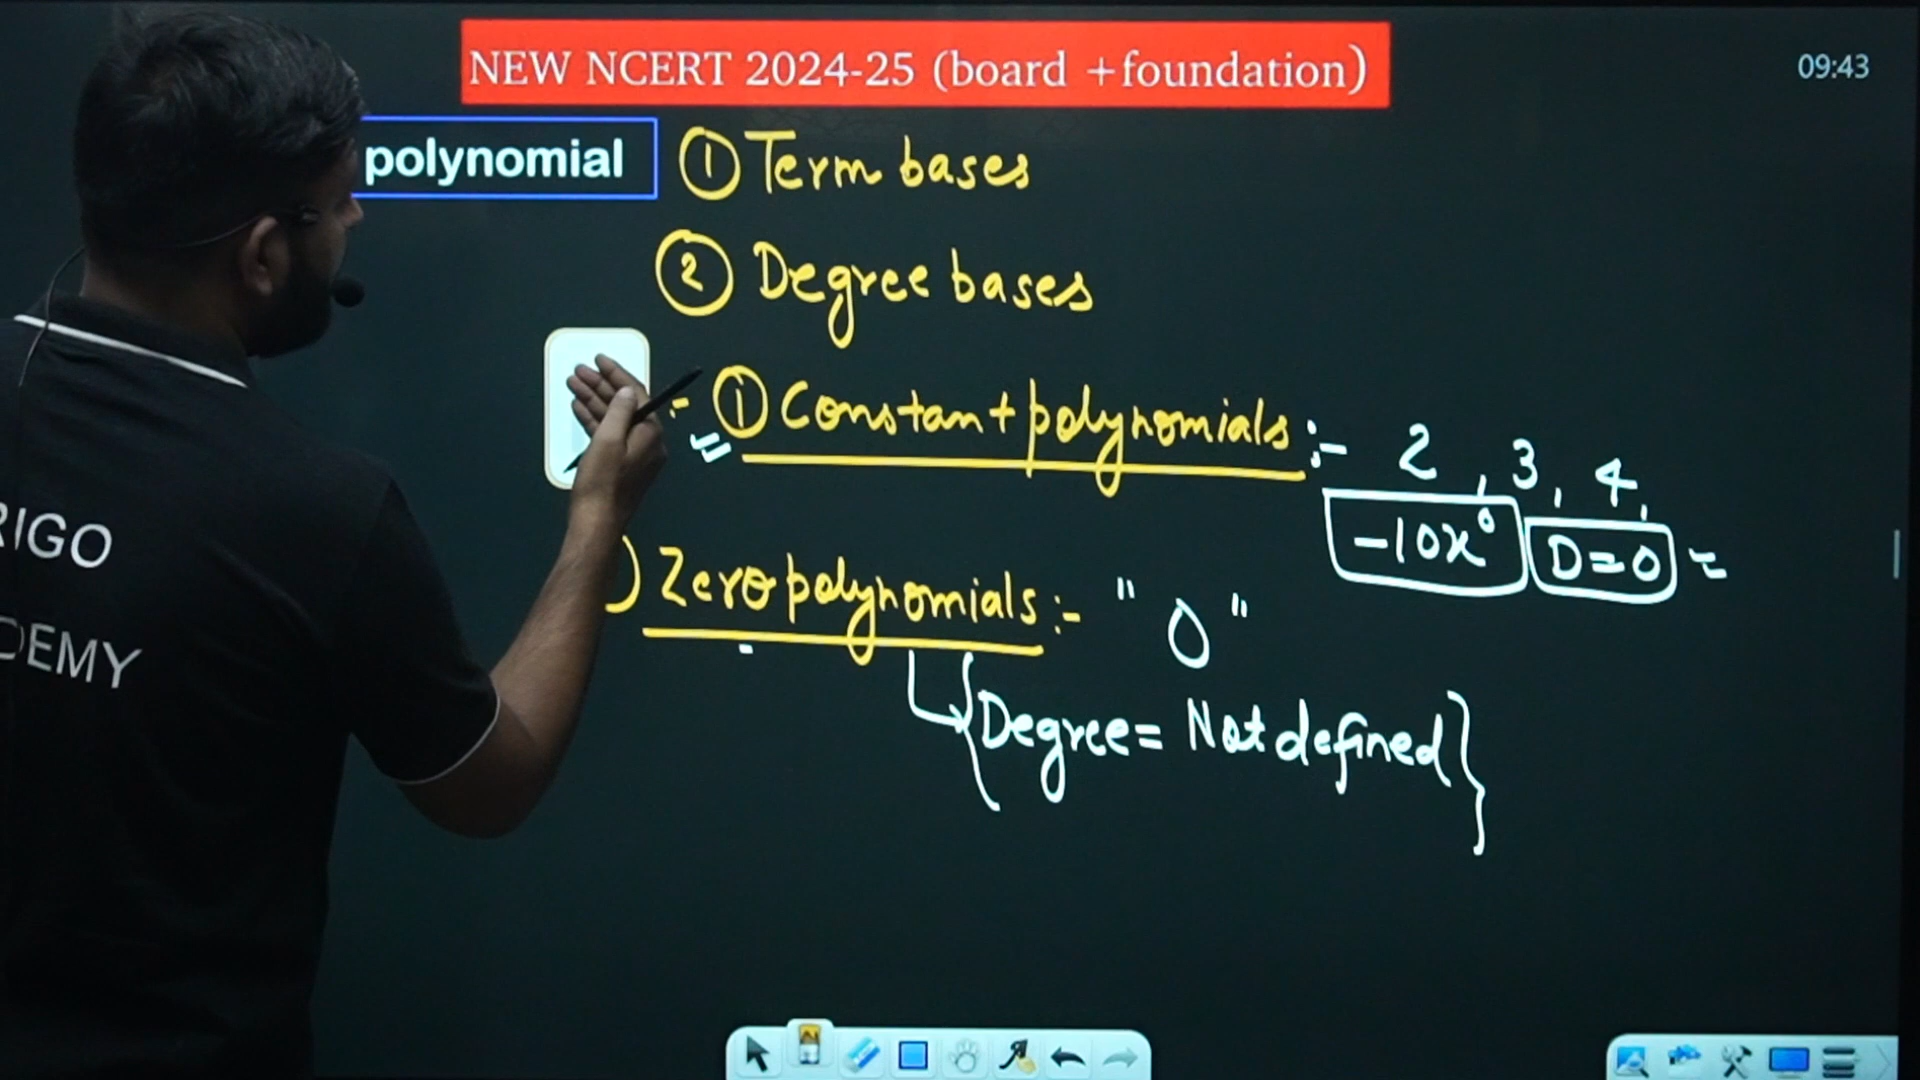 NEW NCERT 2024-25 (board +foundation)
09:43
polynomial
① Term bases
② Degree bases
:- ① Constant polynomials :- 2, 3, 4,
-10x⁰ D=0
) Zero polynomials :- "0"
{Degree = Not defined}
RIGO
DEMY